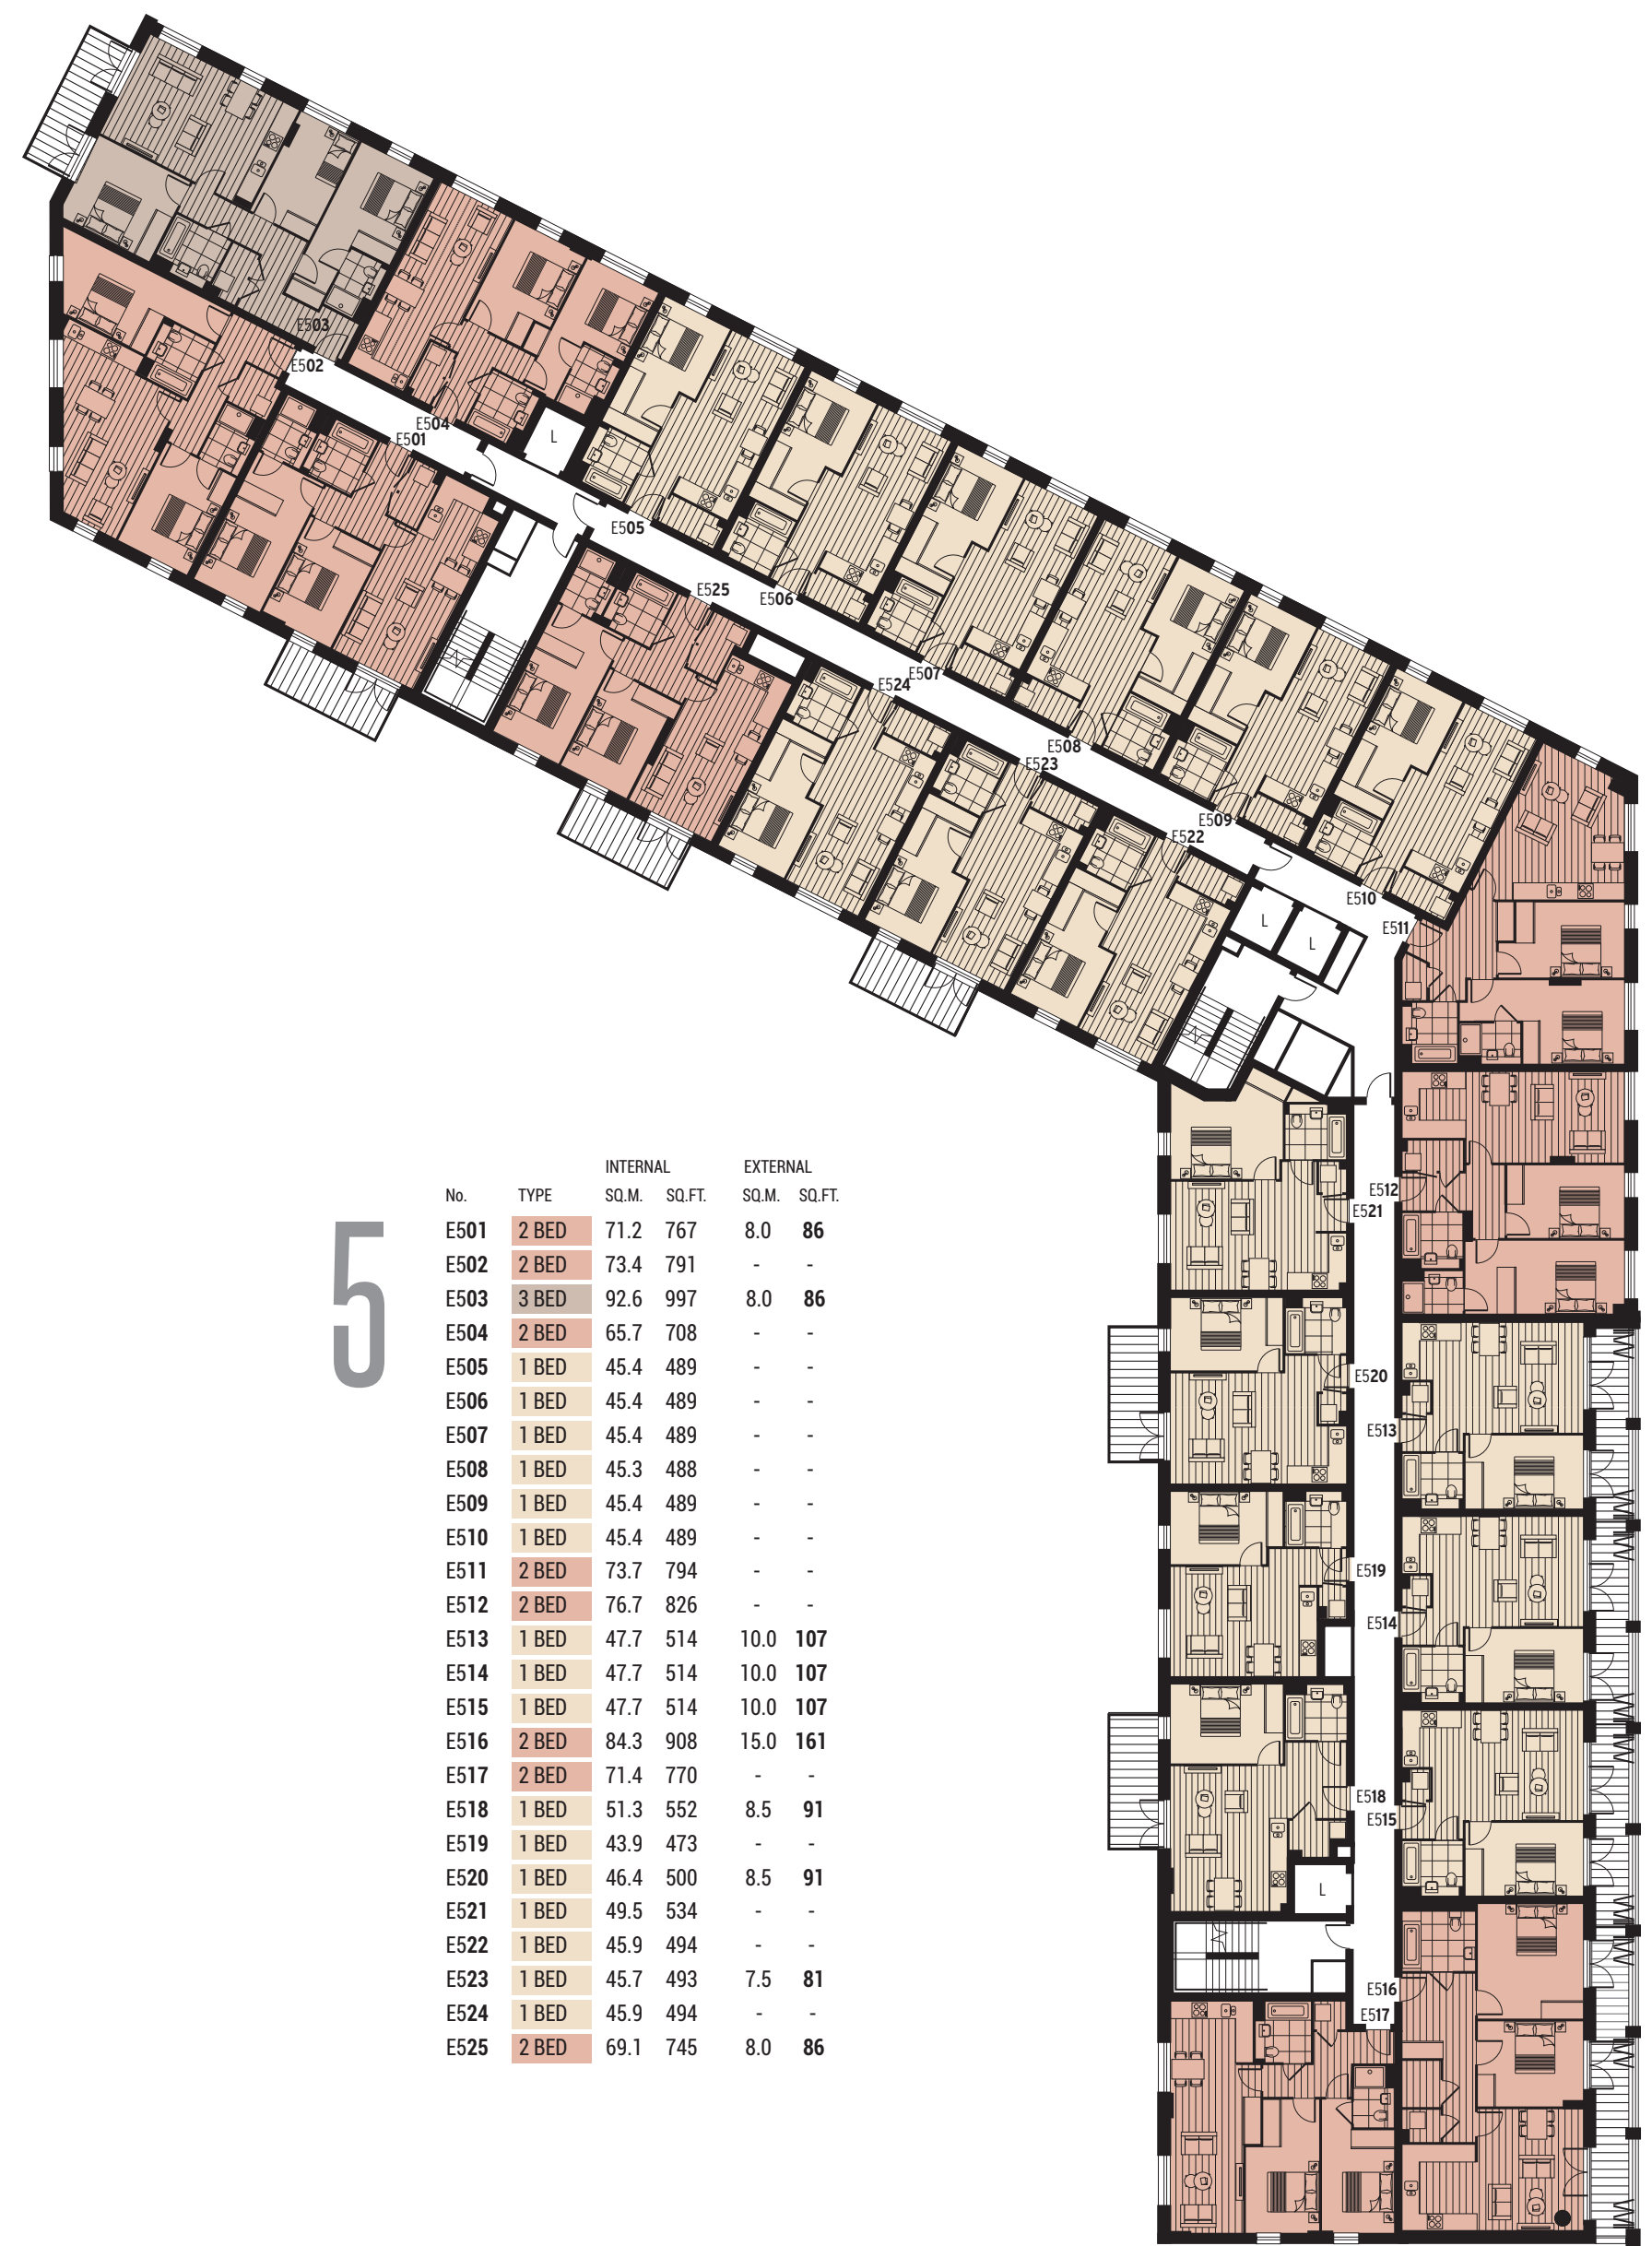 E503
E502
E504
E501
L
E505
E525
E506
E507
E524
E508
E523
E509
E522
E510
E511
L
L
E512
E521
E520
E513
E519
E514
E518
E515
L
E516
E517
5
INTERNAL EXTERNAL
No. TYPE SQ.M. SQ.FT. SQ.M. SQ.FT.
E501 2 BED 71.2 767 8.0 86
E502 2 BED 73.4 791 - -
E503 3 BED 92.6 997 8.0 86
E504 2 BED 65.7 708 - -
E505 1 BED 45.4 489 - -
E506 1 BED 45.4 489 - -
E507 1 BED 45.4 489 - -
E508 1 BED 45.3 488 - -
E509 1 BED 45.4 489 - -
E510 1 BED 45.4 489 - -
E511 2 BED 73.7 794 - -
E512 2 BED 76.7 826 - -
E513 1 BED 47.7 514 10.0 107
E514 1 BED 47.7 514 10.0 107
E515 1 BED 47.7 514 10.0 107
E516 2 BED 84.3 908 15.0 161
E517 2 BED 71.4 770 - -
E518 1 BED 51.3 552 8.5 91
E519 1 BED 43.9 473 - -
E520 1 BED 46.4 500 8.5 91
E521 1 BED 49.5 534 - -
E522 1 BED 45.9 494 - -
E523 1 BED 45.7 493 7.5 81
E524 1 BED 45.9 494 - -
E525 2 BED 69.1 745 8.0 86